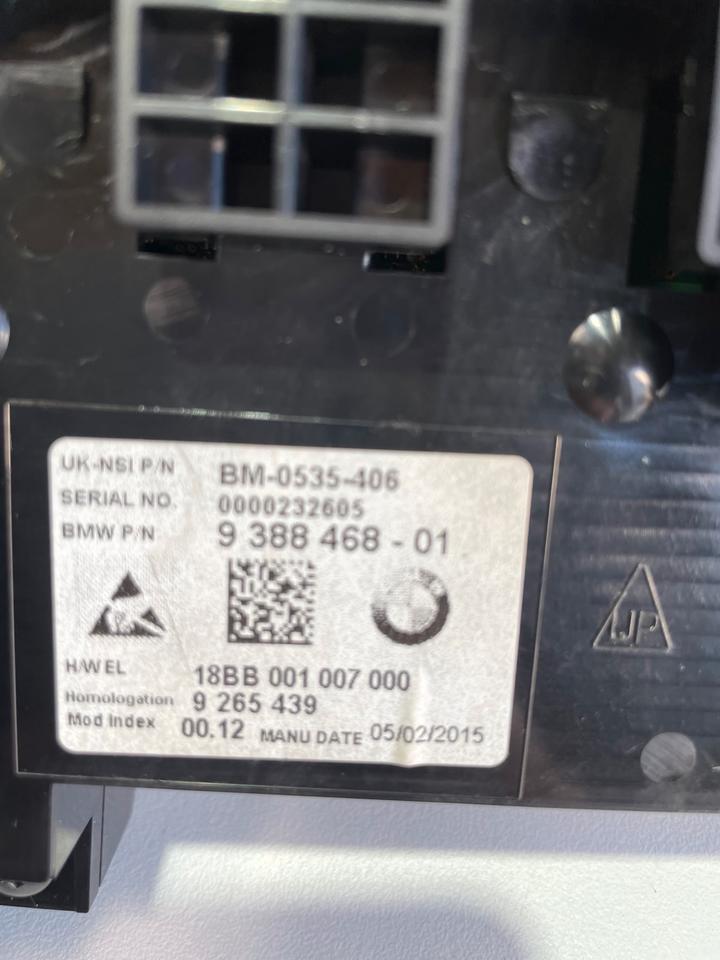 UK-NSI P/N BM-0535-406
SERIAL NO. 0000232605
BMW P/N 9 388 468 - 01
H/W EL 18BB 001 007 000
Homologation 9 265 439
Mod Index 00.12 MANU DATE 05/02/2015
JP